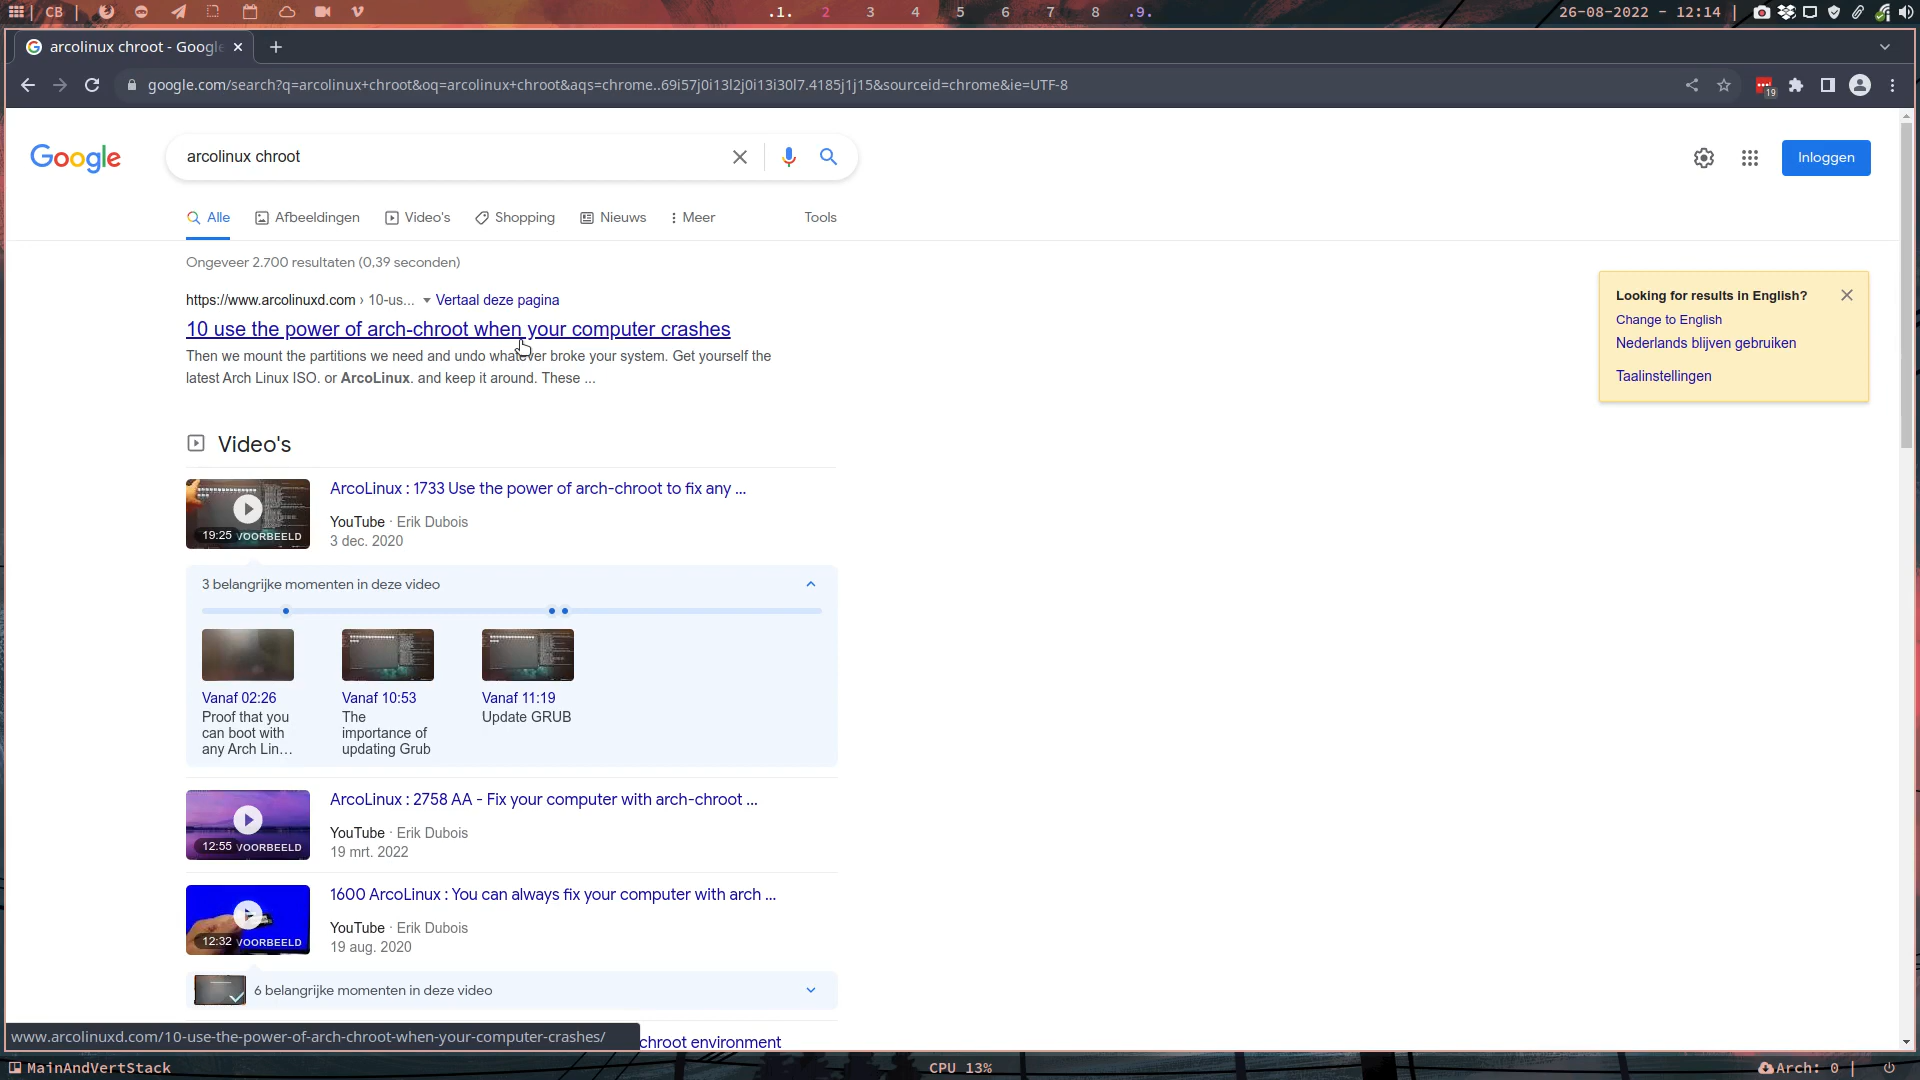 CB
.1. 2 3 4 5 6 7 8 .9.
26-08-2022 - 12:14
arcolinux chroot - Google
google.com/search?q=arcolinux+chroot&oq=arcolinux+chroot&aqs=chrome..69i57j0i13l2j0i13i30l7.4185j1j15&sourceid=chrome&ie=UTF-8
19
Google
arcolinux chroot
Inloggen
Alle Afbeeldingen Video's Shopping Nieuws Meer Tools
Ongeveer 2.700 resultaten (0,39 seconden)
https://www.arcolinuxd.com › 10-us... Vertaal deze pagina
10 use the power of arch-chroot when your computer crashes
Then we mount the partitions we need and undo whatever broke your system. Get yourself the
latest Arch Linux ISO. or ArcoLinux. and keep it around. These ...
Looking for results in English?
Change to English
Nederlands blijven gebruiken
Taalinstellingen
Video's
ArcoLinux : 1733 Use the power of arch-chroot to fix any ...
YouTube · Erik Dubois
3 dec. 2020
19:25 VOORBEELD
3 belangrijke momenten in deze video
Vanaf 02:26
Proof that you
can boot with
any Arch Lin...
Vanaf 10:53
The
importance of
updating Grub
Vanaf 11:19
Update GRUB
ArcoLinux : 2758 AA - Fix your computer with arch-chroot ...
YouTube · Erik Dubois
19 mrt. 2022
12:55 VOORBEELD
1600 ArcoLinux : You can always fix your computer with arch ...
YouTube · Erik Dubois
19 aug. 2020
12:32 VOORBEELD
6 belangrijke momenten in deze video
www.arcolinuxd.com/10-use-the-power-of-arch-chroot-when-your-computer-crashes/
chroot environment
MainAndVertStack
CPU 13%
Arch: 0